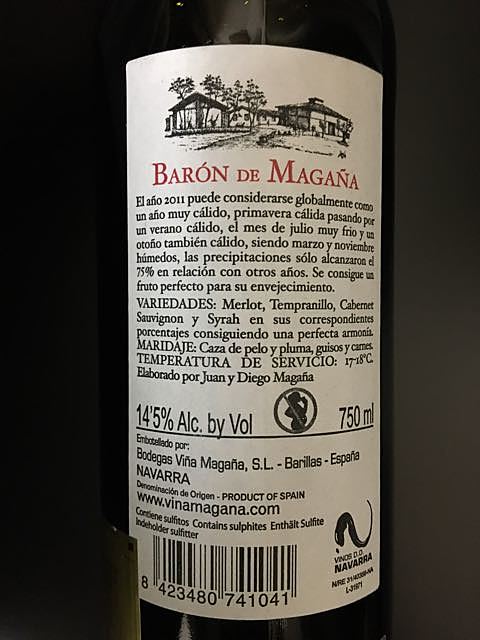 BARÓN DE MAGAÑA
El año 2011 puede considerarse globalmente como
un año muy cálido, primavera cálida pasando por
un verano cálido, el mes de julio muy frio y un
otoño también cálido, siendo marzo y noviembre
húmedos, las precipitaciones sólo alcanzaron el
75% en relación con otros años. Se consigue un
fruto perfecto para su envejecimiento.
VARIEDADES: Merlot, Tempranillo, Cabernet
Sauvignon y Syrah en sus correspondientes
porcentajes consiguiendo una perfecta armonía.
MARIDAJE: Caza de pelo y pluma, guisos y carnes.
TEMPERATURA DE SERVICIO: 17-18°C.
Elaborado por Juan y Diego Magaña
14'5% Alc. by Vol 750 ml
Embotellado por:
Bodegas Viña Magaña, S.L. - Barillas - España
NAVARRA
Denominación de Origen - PRODUCT OF SPAIN
www.vinamagana.com
Contiene sulfitos Contains sulphites Enthält Sulfite
Indeholder sulfitter
VINOS D.O.
NAVARRA
L-31971
8 423480 741041